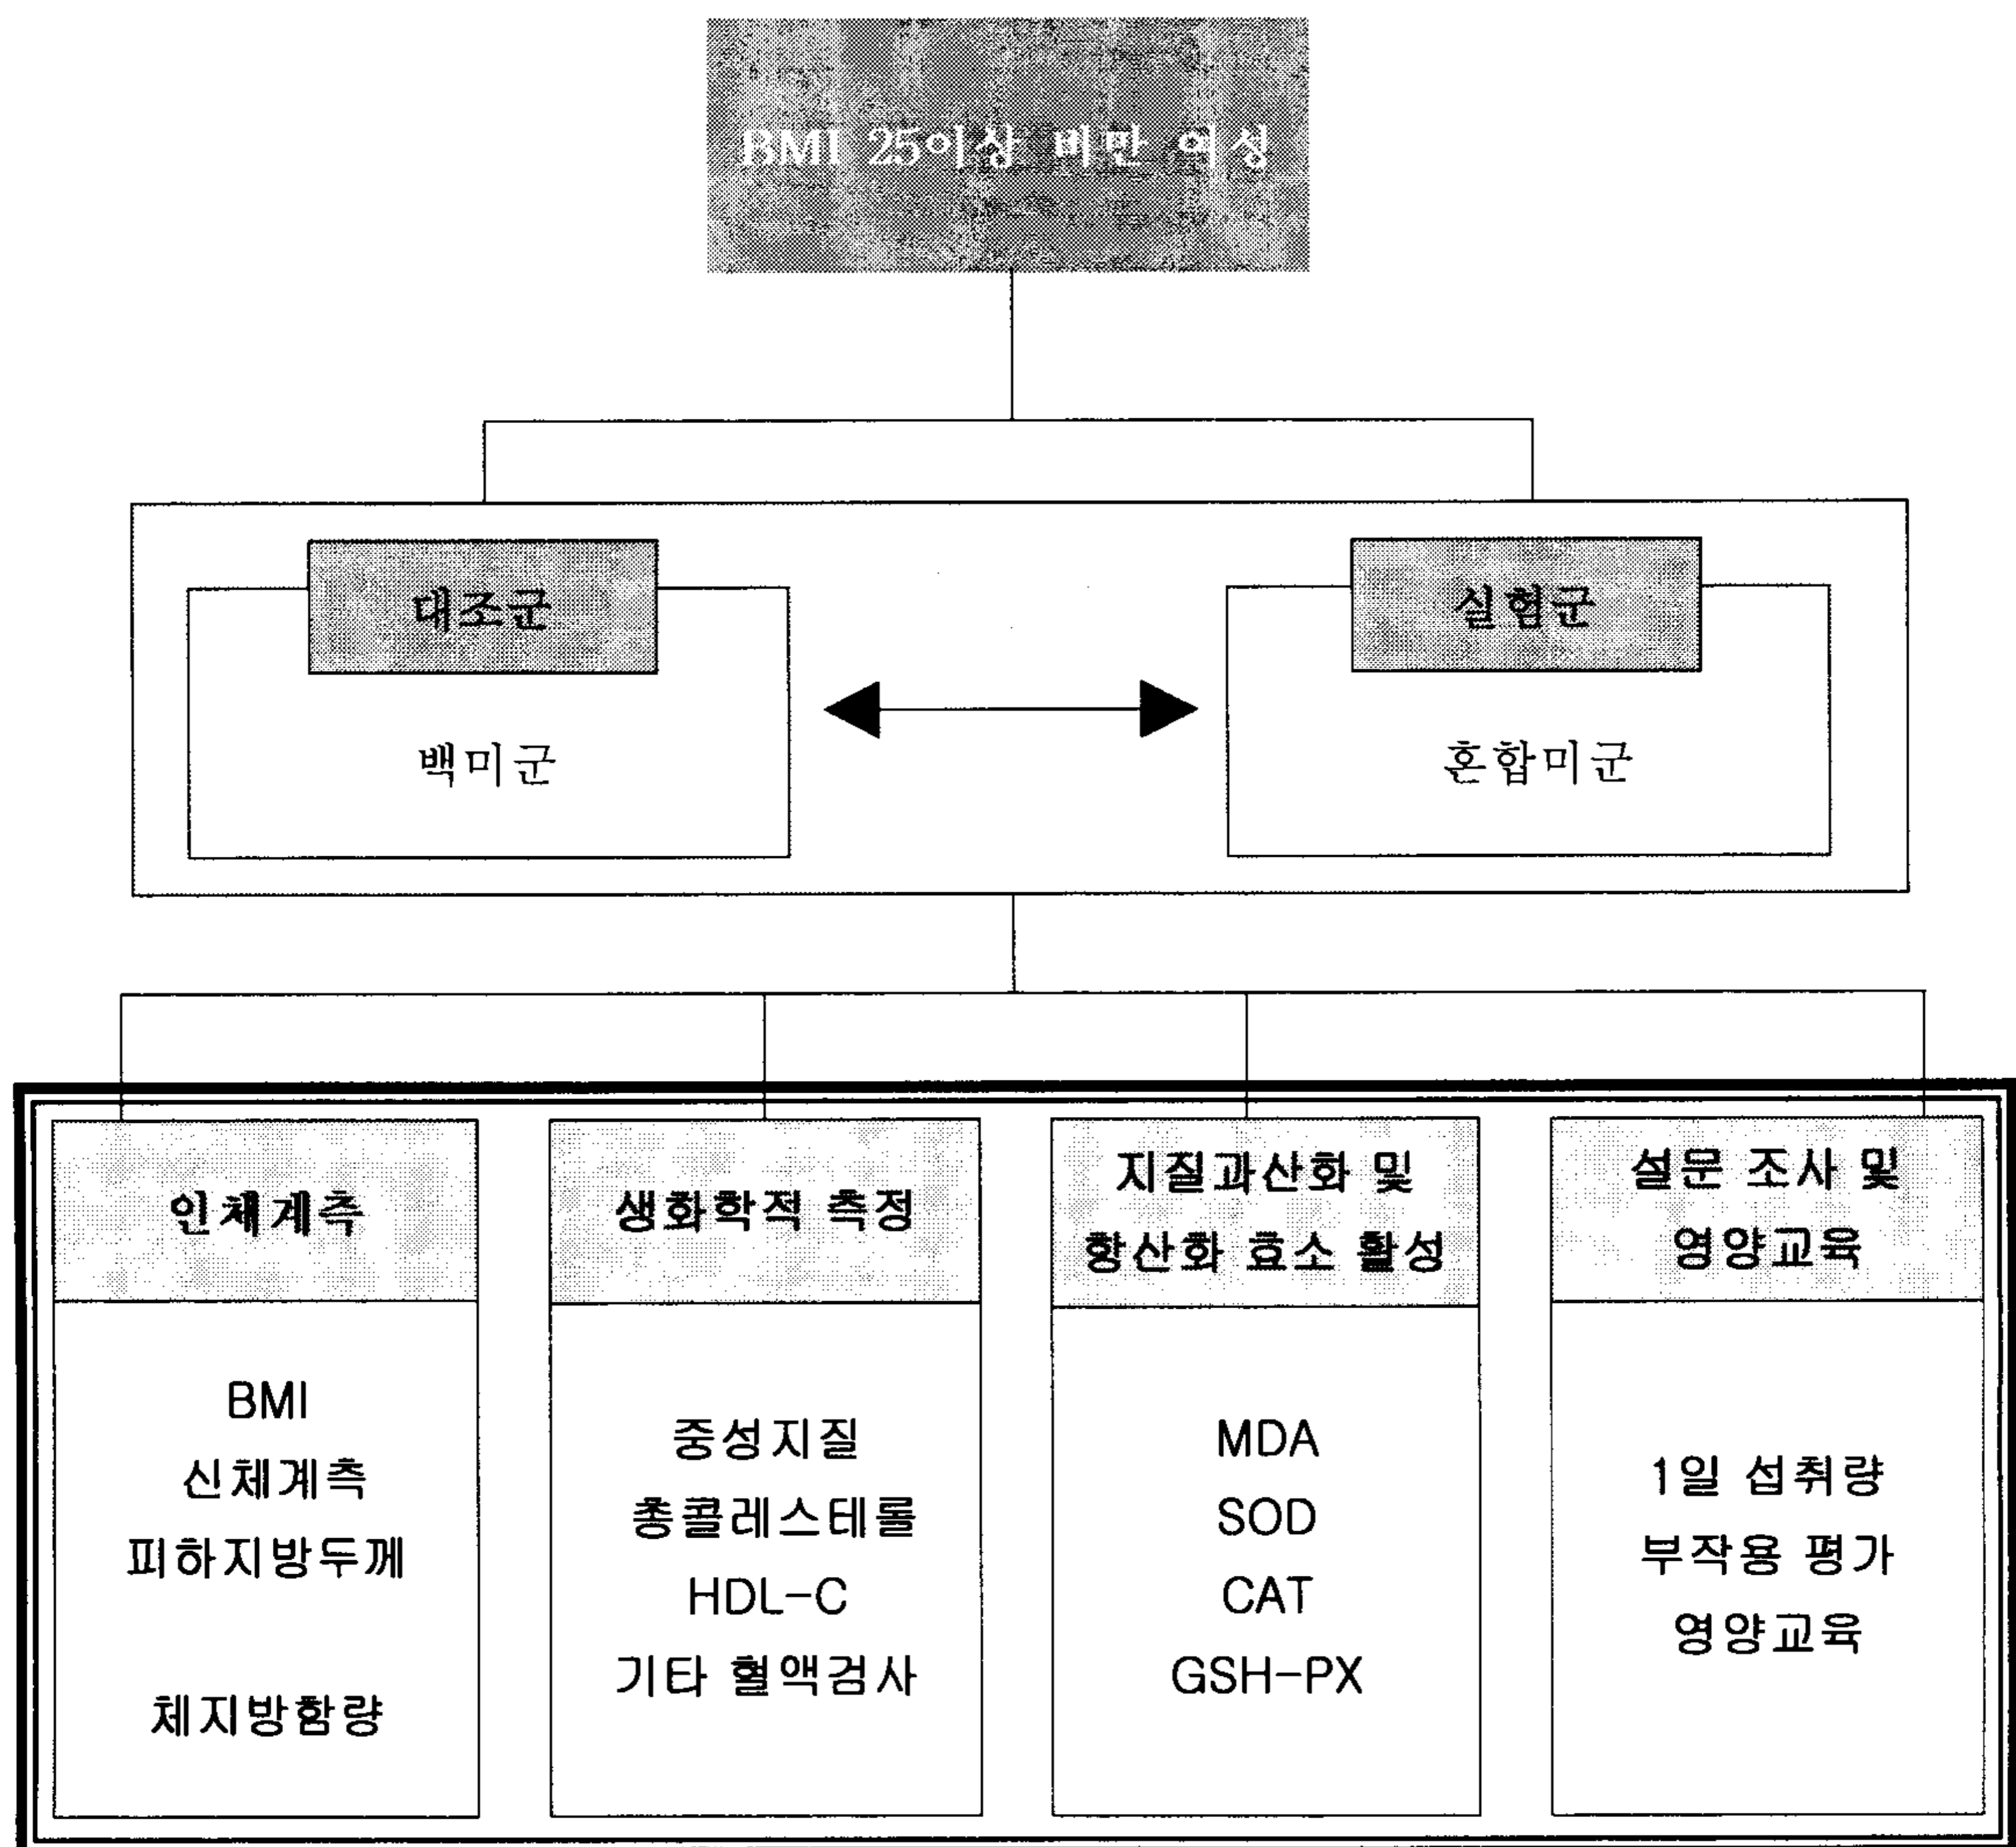 BMI 25이상 비만 여성
대조군
백미군
실험군
혼합미군
인체계측
BMI
신체계측
피하지방두께
체지방함량
생화학적 측정
중성지질
총콜레스테롤
HDL-C
기타 혈액검사
지질과산화 및
항산화 효소 활성
MDA
SOD
CAT
GSH-PX
설문 조사 및
영양교육
1일 섭취량
부작용 평가
영양교육